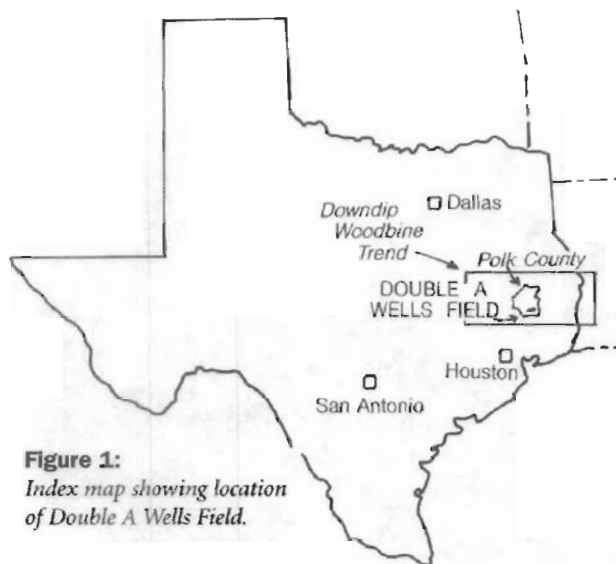 Dallas
Downdip
Woodbine
Trend
Polk County
DOUBLE A
WELLS FIELD
Houston
San Antonio
Figure 1:
Index map showing location
of Double A Wells Field.